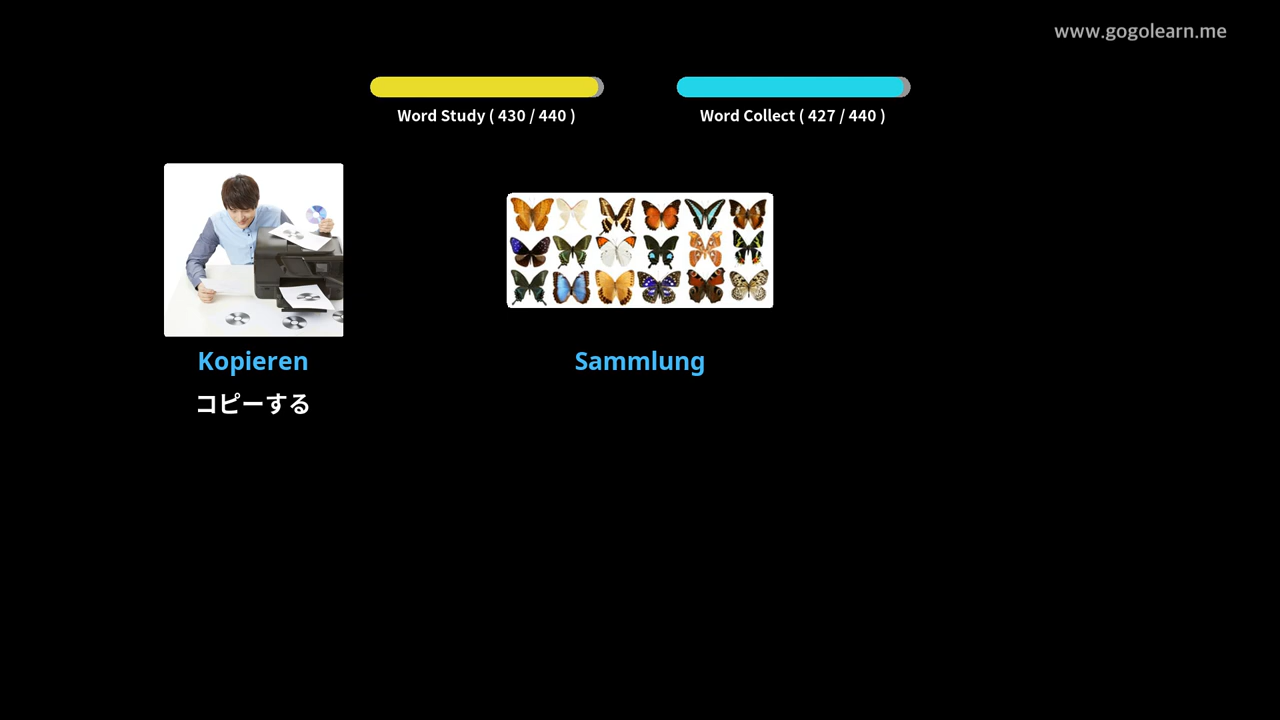 www.gogolearn.me
Word Study ( 430 / 440 )
Word Collect ( 427 / 440 )
Kopieren
コピーする
Sammlung